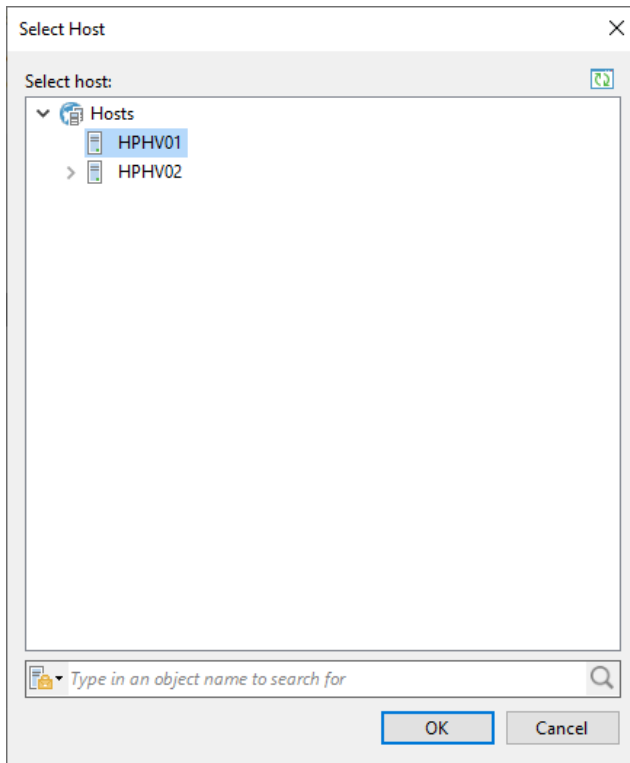 Select Host
Select host:
Hosts
HPHV01
HPHV02
Type in an object name to search for
OK
Cancel